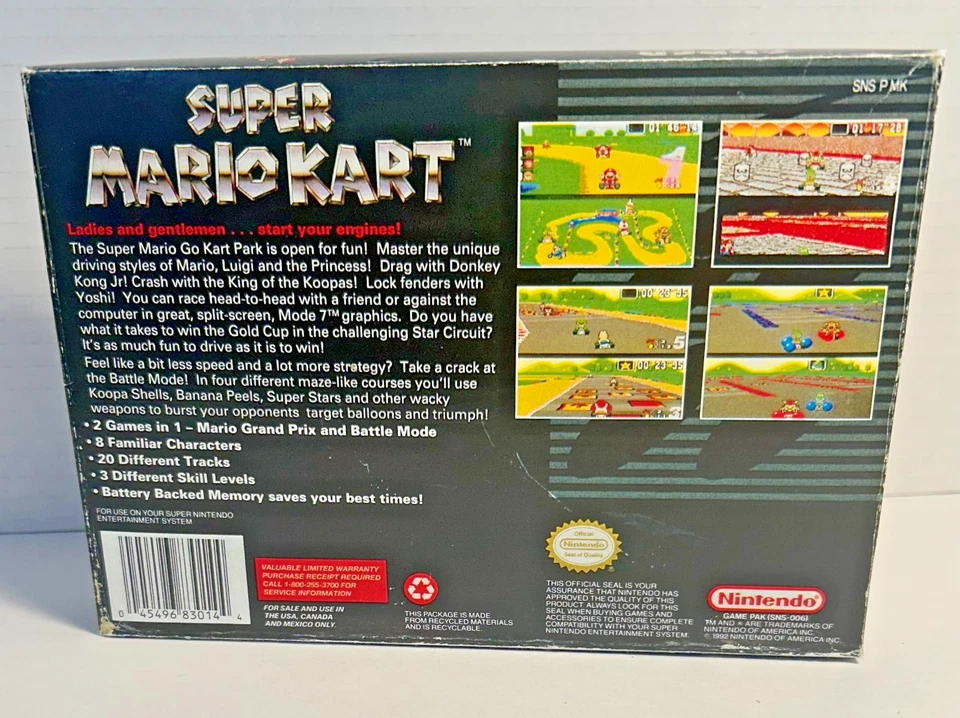 SNS P MK
SUPER
MARIO KART™
Ladies and gentlemen . . . start your engines!
The Super Mario Go Kart Park is open for fun! Master the unique
driving styles of Mario, Luigi and the Princess! Drag with Donkey
Kong Jr! Crash with the King of the Koopas! Lock fenders with
Yoshi! You can race head-to-head with a friend or against the
computer in great, split-screen, Mode 7™ graphics. Do you have
what it takes to win the Gold Cup in the challenging Star Circuit?
It's as much fun to drive as it is to win!
Feel like a bit less speed and a lot more strategy? Take a crack at
the Battle Mode! In four different maze-like courses you'll use
Koopa Shells, Banana Peels, Super Stars and other wacky
weapons to burst your opponents target balloons and triumph!
• 2 Games in 1 – Mario Grand Prix and Battle Mode
• 8 Familiar Characters
• 20 Different Tracks
• 3 Different Skill Levels
• Battery Backed Memory saves your best times!
FOR USE ON YOUR SUPER NINTENDO
ENTERTAINMENT SYSTEM
0 45496 83014 4
VALUABLE LIMITED WARRANTY
PURCHASE RECEIPT REQUIRED
CALL 1-800-255-3700 FOR
SERVICE INFORMATION
FOR SALE AND USE IN
THE USA, CANADA
AND MEXICO ONLY.
THIS PACKAGE IS MADE
FROM RECYCLED MATERIALS
AND IS RECYCLABLE.
Official
Nintendo
Seal of Quality
THIS OFFICIAL SEAL IS YOUR
ASSURANCE THAT NINTENDO HAS
APPROVED THE QUALITY OF THIS
PRODUCT. ALWAYS LOOK FOR THIS
SEAL WHEN BUYING GAMES AND
ACCESSORIES TO ENSURE COMPLETE
COMPATIBILITY WITH YOUR SUPER
NINTENDO ENTERTAINMENT SYSTEM.
Nintendo®
GAME PAK (SNS-006)
TM AND ® ARE TRADEMARKS OF
NINTENDO OF AMERICA INC.
© 1992 NINTENDO OF AMERICA INC.